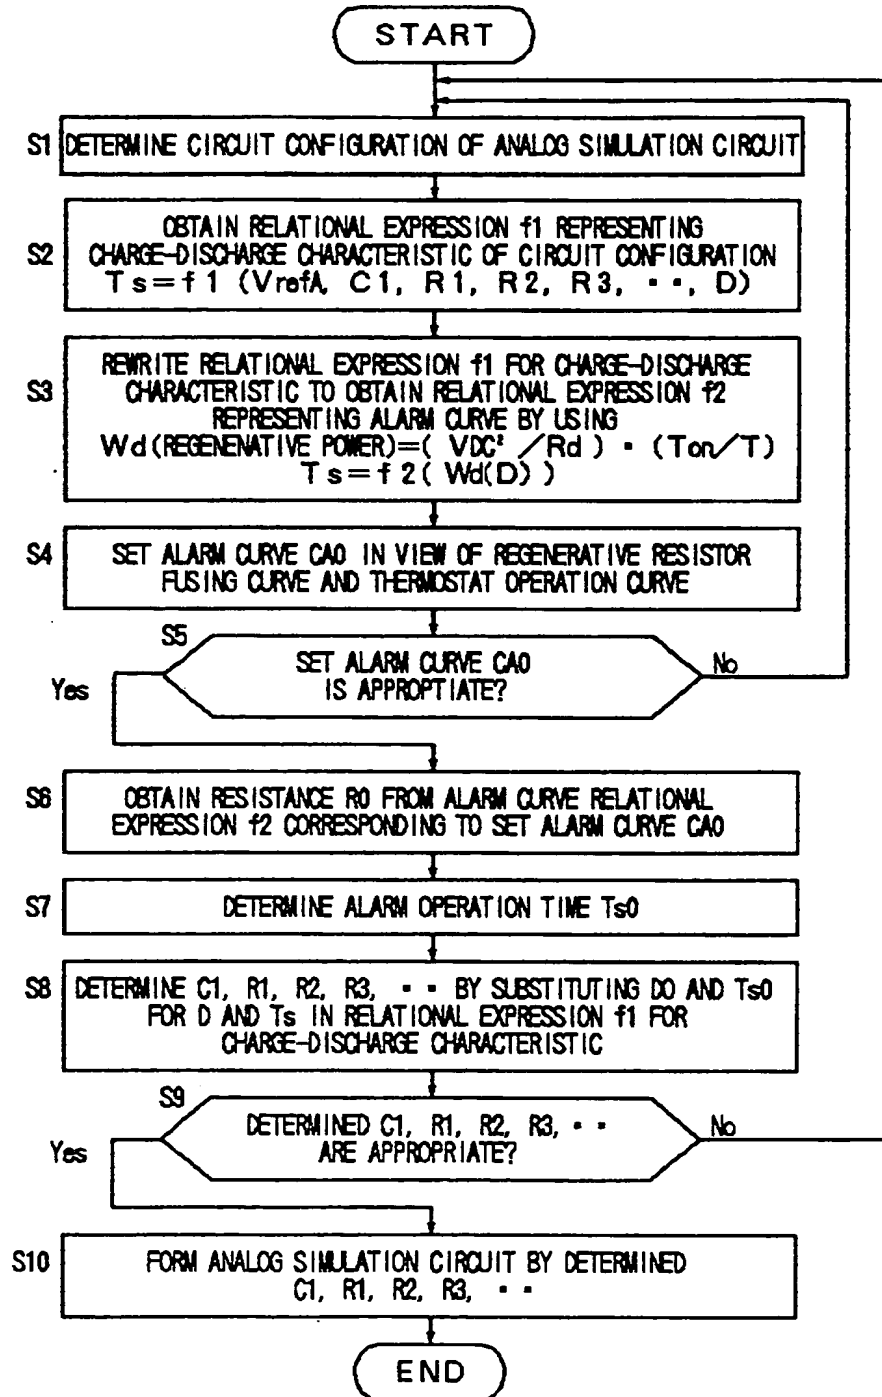 START
S1 DETERMINE CIRCUIT CONFIGURATION OF ANALOG SIMULATION CIRCUIT
OBTAIN RELATIONAL EXPRESSION f1 REPRESENTING
S2 CHARGE-DISCHARGE CHARACTERISTIC OF CIRCUIT CONFIGURATION
Ts=f1 (VrefA, C1, R1, R2, R3, ··, D)
REWRITE RELATIONAL EXPRESSION f1 FOR CHARGE-DISCHARGE
S3 CHARACTERISTIC TO OBTAIN RELATIONAL EXPRESSION f2
REPRESENTING ALARM CURVE BY USING
Wd(REGENENATIVE POWER)=( VDC² /Rd ) · (Ton/T)
Ts=f2( Wd(D) )
S4 SET ALARM CURVE CA0 IN VIEW OF REGENERATIVE RESISTOR
FUSING CURVE AND THERMOSTAT OPERATION CURVE
S5
SET ALARM CURVE CA0
IS APPROPTIATE?
No
Yes
S6 OBTAIN RESISTANCE R0 FROM ALARM CURVE RELATIONAL
EXPRESSION f2 CORRESPONDING TO SET ALARM CURVE CA0
S7 DETERMINE ALARM OPERATION TIME Ts0
S8 DETERMINE C1, R1, R2, R3, ·· BY SUBSTITUTING D0 AND Ts0
FOR D AND Ts IN RELATIONAL EXPRESSION f1 FOR
CHARGE-DISCHARGE CHARACTERISTIC
S9
DETERMINED C1, R1, R2, R3, ··
ARE APPROPRIATE?
No
Yes
S10 FORM ANALOG SIMULATION CIRCUIT BY DETERMINED
C1, R1, R2, R3, ··
END